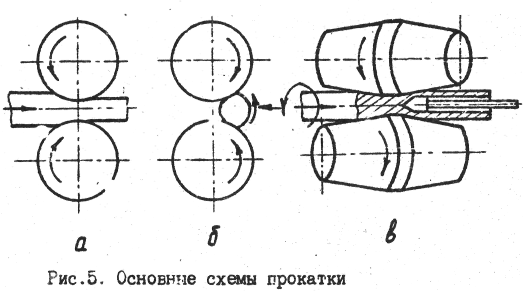 а б в
Рис.5. Основные схемы прокатки